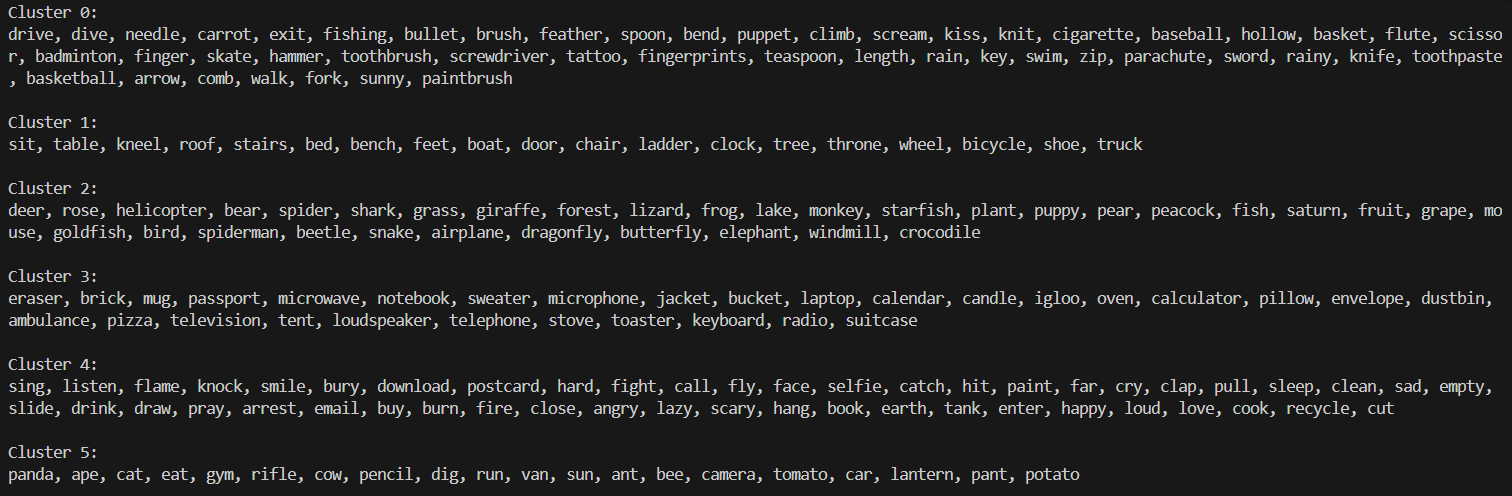 Cluster 0:
drive, dive, needle, carrot, exit, fishing, bullet, brush, feather, spoon, bend, puppet, climb, scream, kiss, knit, cigarette, baseball, hollow, basket, flute, scisso
r, badminton, finger, skate, hammer, toothbrush, screwdriver, tattoo, fingerprints, teaspoon, length, rain, key, swim, zip, parachute, sword, rainy, knife, toothpaste
, basketball, arrow, comb, walk, fork, sunny, paintbrush
Cluster 1:
sit, table, kneel, roof, stairs, bed, bench, feet, boat, door, chair, ladder, clock, tree, throne, wheel, bicycle, shoe, truck
Cluster 2:
deer, rose, helicopter, bear, spider, shark, grass, giraffe, forest, lizard, frog, lake, monkey, starfish, plant, puppy, pear, peacock, fish, saturn, fruit, grape, mo
use, goldfish, bird, spiderman, beetle, snake, airplane, dragonfly, butterfly, elephant, windmill, crocodile
Cluster 3:
eraser, brick, mug, passport, microwave, notebook, sweater, microphone, jacket, bucket, laptop, calendar, candle, igloo, oven, calculator, pillow, envelope, dustbin,
ambulance, pizza, television, tent, loudspeaker, telephone, stove, toaster, keyboard, radio, suitcase
Cluster 4:
sing, listen, flame, knock, smile, bury, download, postcard, hard, fight, call, fly, face, selfie, catch, hit, paint, far, cry, clap, pull, sleep, clean, sad, empty,
slide, drink, draw, pray, arrest, email, buy, burn, fire, close, angry, lazy, scary, hang, book, earth, tank, enter, happy, loud, love, cook, recycle, cut
Cluster 5:
panda, ape, cat, eat, gym, rifle, cow, pencil, dig, run, van, sun, ant, bee, camera, tomato, car, lantern, pant, potato